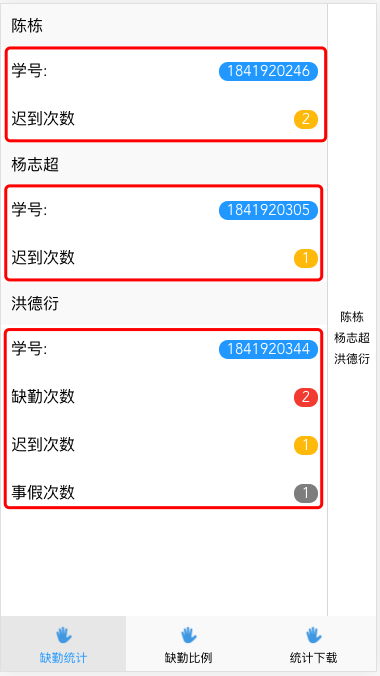 陈栋
学号: 1841920246
迟到次数 2
杨志超
学号: 1841920305
迟到次数 1
洪德衍
学号: 1841920344
缺勤次数 2
迟到次数 1
事假次数 1
陈栋
杨志超
洪德衍
缺勤统计 缺勤比例 统计下载